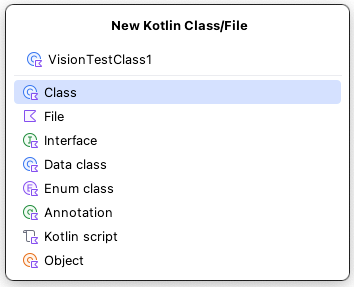 New Kotlin Class/File
VisionTestClass1
Class
File
Interface
Data class
Enum class
Annotation
Kotlin script
Object